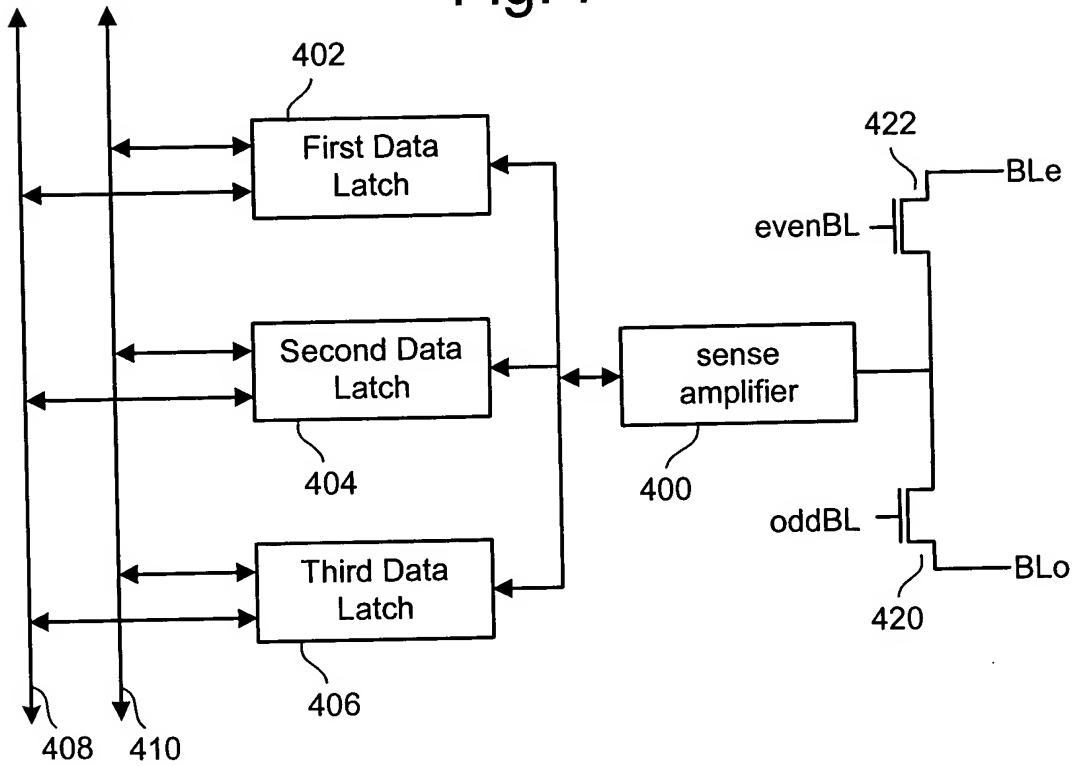 402
First Data
Latch
422
BLe
evenBL
Second Data
Latch
sense
amplifier
404
400
oddBL
Third Data
Latch
BLo
420
406
408
410